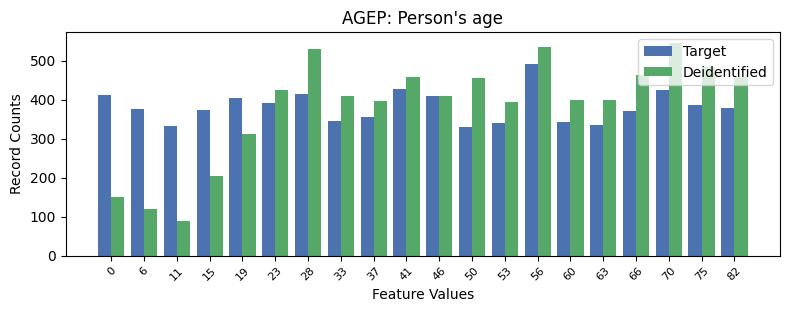 AGEP: Person's age
Target
Deidentified
Record Counts
500
400
300
200
100
0
0 6 11 15 19 23 28 33 37 41 46 50 53 56 60 63 66 70 75 82
Feature Values